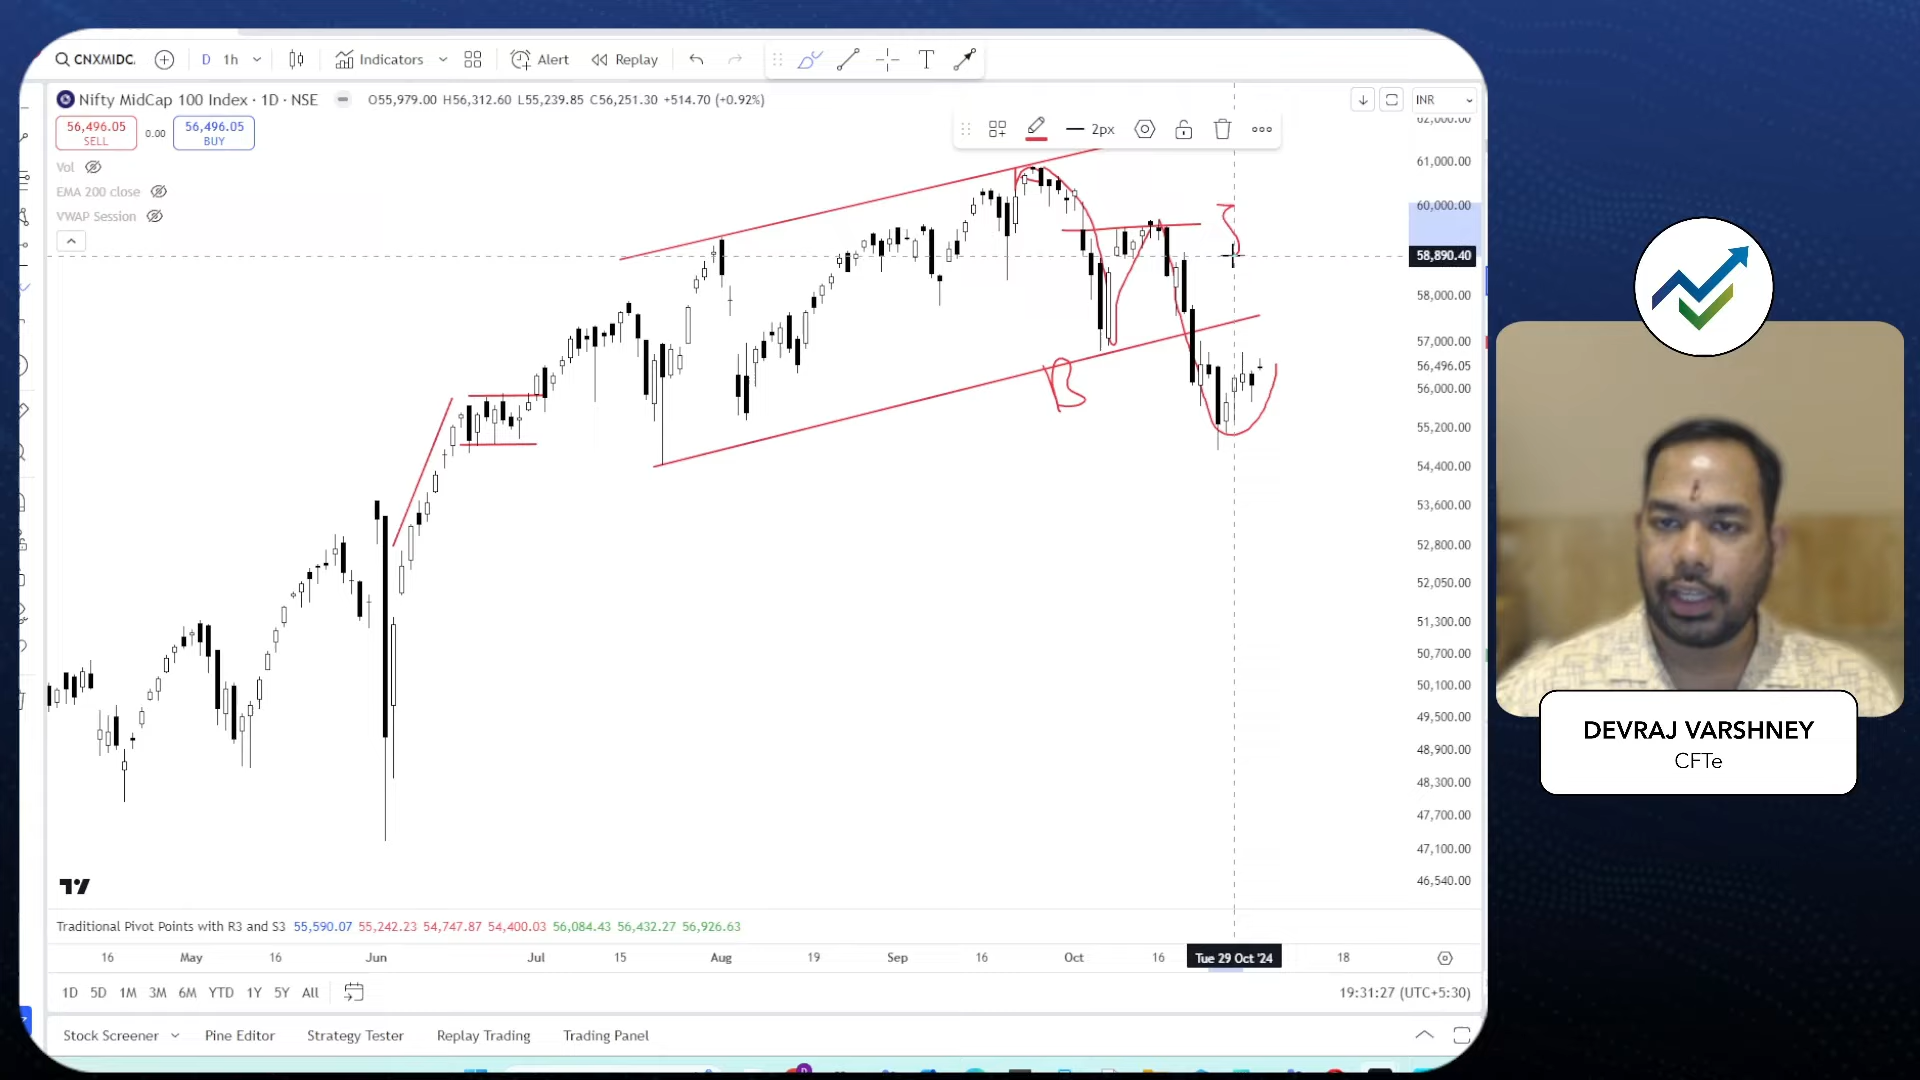 CNXMIDC. D 1h Indicators Alert Replay
Nifty MidCap 100 Index · 1D · NSE O55,979.00 H56,312.60 L55,239.85 C56,251.30 +514.70 (+0.92%)
INR
56,496.05
SELL
0.00
56,496.05
BUY
2px
Vol
EMA 200 close
VWAP Session
62,000.00
61,000.00
60,000.00
58,890.40
58,000.00
57,000.00
56,496.05
56,000.00
55,200.00
54,400.00
53,600.00
52,800.00
52,050.00
51,300.00
50,700.00
50,100.00
49,500.00
48,900.00
48,300.00
47,700.00
47,100.00
46,540.00
B
Traditional Pivot Points with R3 and S3 55,590.07 55,242.23 54,747.87 54,400.03 56,084.43 56,432.27 56,926.63
16 May 16 Jun Jul 15 Aug 19 Sep 16 Oct 16 Tue 29 Oct '24 18
1D 5D 1M 3M 6M YTD 1Y 5Y All
19:31:27 (UTC+5:30)
Stock Screener Pine Editor Strategy Tester Replay Trading Trading Panel
DEVRAJ VARSHNEY
CFTe